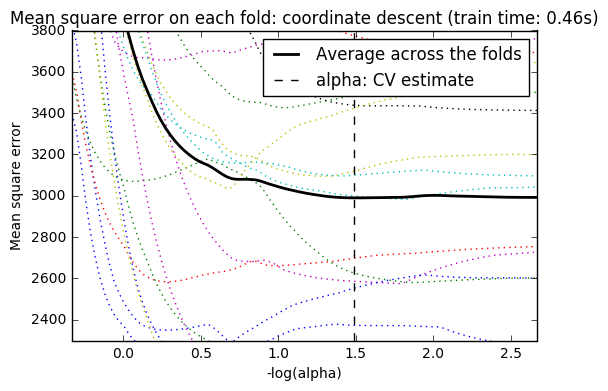 Mean square error on each fold: coordinate descent (train time: 0.46s)
3800
3600
3400
3200
3000
2800
2600
2400
Mean square error
Average across the folds
alpha: CV estimate
0.0 0.5 1.0 1.5 2.0 2.5
-log(alpha)